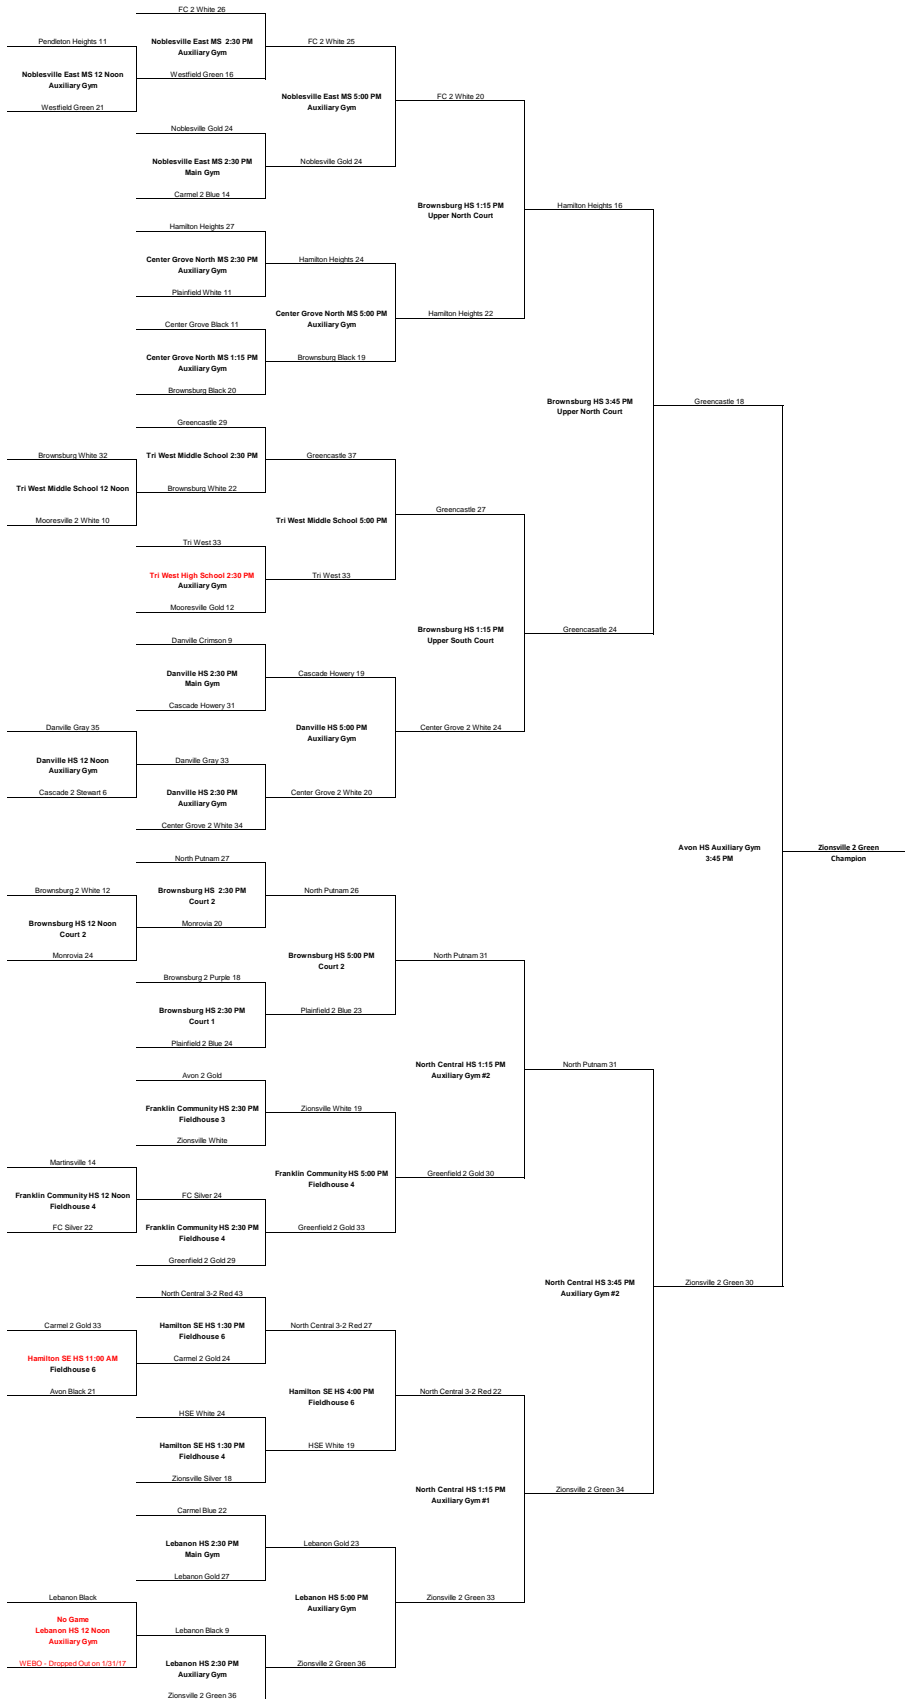 FC 2 White 26
Pendleton Heights 11
Noblesville East MS 2:30 PM
Auxiliary Gym
FC 2 White 25
Noblesville East MS 12 Noon
Auxiliary Gym
Westfield Green 16
Westfield Green 21
Noblesville East MS 5:00 PM
Auxiliary Gym
FC 2 White 20
Noblesville Gold 24
Noblesville East MS 2:30 PM
Main Gym
Noblesville Gold 24
Carmel 2 Blue 14
Brownsburg HS 1:15 PM
Upper North Court
Hamilton Heights 16
Hamilton Heights 27
Center Grove North MS 2:30 PM
Auxiliary Gym
Hamilton Heights 24
Plainfield White 11
Center Grove North MS 5:00 PM
Auxiliary Gym
Hamilton Heights 22
Center Grove Black 11
Center Grove North MS 1:15 PM
Auxiliary Gym
Brownsburg Black 19
Brownsburg Black 20
Brownsburg HS 3:45 PM
Upper North Court
Greencastle 18
Greencastle 29
Brownsburg White 32
Tri West Middle School 2:30 PM
Greencastle 37
Tri West Middle School 12 Noon
Brownsburg White 22
Mooresville 2 White 10
Tri West Middle School 5:00 PM
Greencastle 27
Tri West 33
Tri West High School 2:30 PM
Auxiliary Gym
Tri West 33
Mooresville Gold 12
Brownsburg HS 1:15 PM
Upper South Court
Greencasatle 24
Danville Crimson 9
Danville HS 2:30 PM
Main Gym
Cascade Howery 19
Cascade Howery 31
Danville Gray 35
Danville HS 5:00 PM
Auxiliary Gym
Center Grove 2 White 24
Danville HS 12 Noon
Auxiliary Gym
Danville Gray 33
Cascade 2 Stewart 6
Danville HS 2:30 PM
Auxiliary Gym
Center Grove 2 White 20
Center Grove 2 White 34
Avon HS Auxiliary Gym
3:45 PM
Zionsville 2 Green
Champion
North Putnam 27
Brownsburg 2 White 12
Brownsburg HS 2:30 PM
Court 2
North Putnam 26
Brownsburg HS 12 Noon
Court 2
Monrovia 20
Monrovia 24
Brownsburg HS 5:00 PM
Court 2
North Putnam 31
Brownsburg 2 Purple 18
Brownsburg HS 2:30 PM
Court 1
Plainfield 2 Blue 23
Plainfield 2 Blue 24
North Central HS 1:15 PM
Auxiliary Gym #2
North Putnam 31
Avon 2 Gold
Franklin Community HS 2:30 PM
Fieldhouse 3
Zionsville White 19
Zionsville White
Martinsville 14
Franklin Community HS 5:00 PM
Fieldhouse 4
Greenfield 2 Gold 30
Franklin Community HS 12 Noon
Fieldhouse 4
FC Silver 24
FC Silver 22
Franklin Community HS 2:30 PM
Fieldhouse 4
Greenfield 2 Gold 33
Greenfield 2 Gold 29
North Central HS 3:45 PM
Auxiliary Gym #2
Zionsville 2 Green 30
North Central 3-2 Red 43
Carmel 2 Gold 33
Hamilton SE HS 1:30 PM
Fieldhouse 6
North Central 3-2 Red 27
Hamilton SE HS 11:00 AM
Fieldhouse 6
Carmel 2 Gold 24
Avon Black 21
Hamilton SE HS 4:00 PM
Fieldhouse 6
North Central 3-2 Red 22
HSE White 24
Hamilton SE HS 1:30 PM
Fieldhouse 4
HSE White 19
Zionsville Silver 18
North Central HS 1:15 PM
Auxiliary Gym #1
Zionsville 2 Green 34
Carmel Blue 22
Lebanon HS 2:30 PM
Main Gym
Lebanon Gold 23
Lebanon Gold 27
Lebanon Black
Lebanon HS 5:00 PM
Auxiliary Gym
Zionsville 2 Green 33
No Game
Lebanon HS 12 Noon
Auxiliary Gym
Lebanon Black 9
WEBO - Dropped Out on 1/31/17
Lebanon HS 2:30 PM
Auxiliary Gym
Zionsville 2 Green 36
Zionsville 2 Green 36